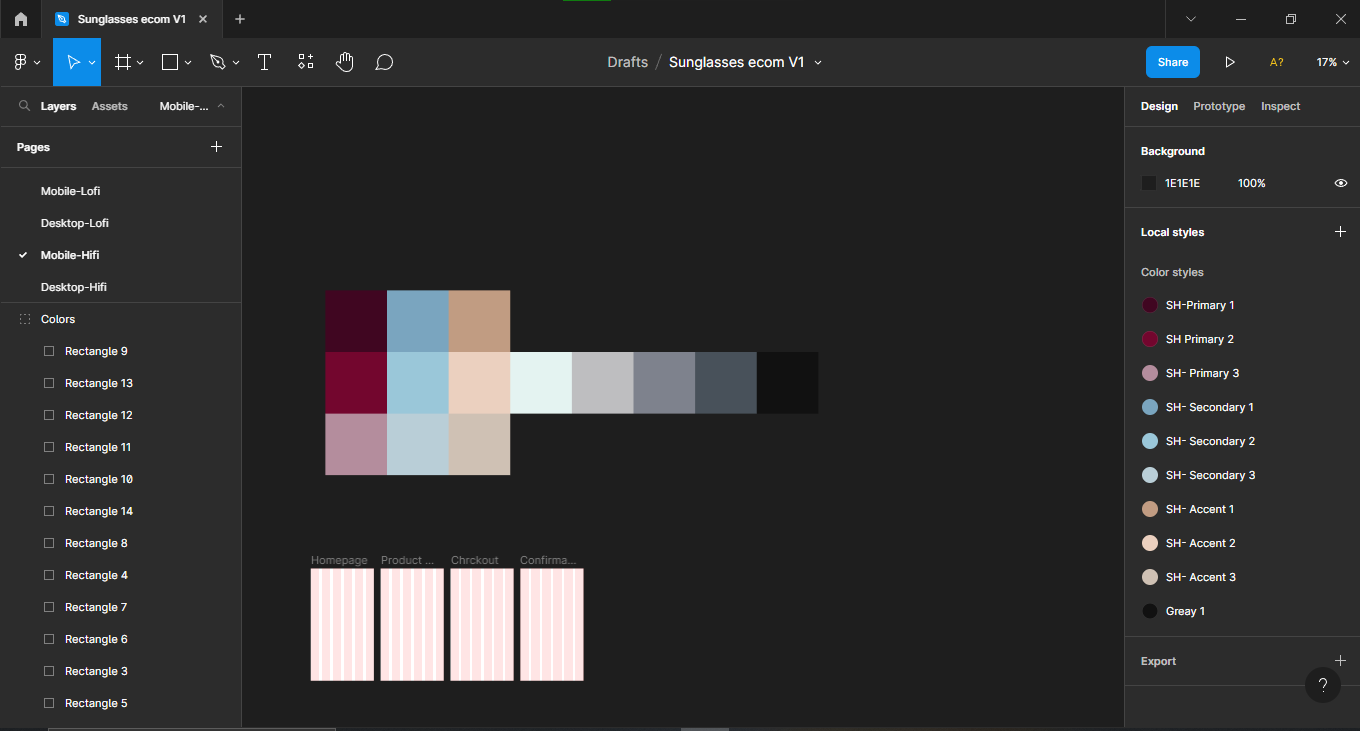 Sunglasses ecom V1
Drafts / Sunglasses ecom V1
Share
A?
17%
Layers
Assets
Mobile-...
Pages
Mobile-Lofi
Desktop-Lofi
Mobile-Hifi
Desktop-Hifi
Colors
Rectangle 9
Rectangle 13
Rectangle 12
Rectangle 11
Rectangle 10
Rectangle 14
Rectangle 8
Rectangle 4
Rectangle 7
Rectangle 6
Rectangle 3
Rectangle 5
Homepage
Product ...
Chrckout
Confirma...
Design
Prototype
Inspect
Background
1E1E1E
100%
Local styles
Color styles
SH-Primary 1
SH Primary 2
SH- Primary 3
SH- Secondary 1
SH- Secondary 2
SH- Secondary 3
SH- Accent 1
SH- Accent 2
SH- Accent 3
Greay 1
Export
?